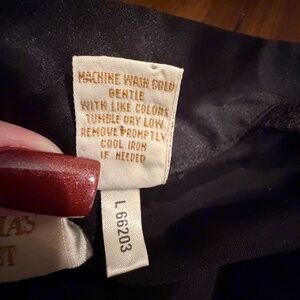 MACHINE WASH COLD
GENTLE
WITH LIKE COLORS
TUMBLE DRY LOW
REMOVE PROMPTLY
COOL IRON
IF NEEDED
L 66203